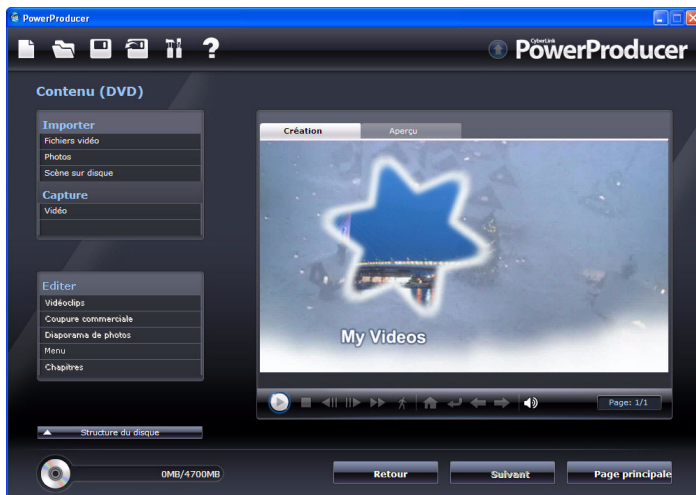 PowerProducer
?
CyberLink
PowerProducer
Contenu (DVD)
Importer
Fichiers vidéo
Photos
Scène sur disque
Capture
Vidéo
Editer
Vidéoclips
Coupure commerciale
Diaporama de photos
Menu
Chapitres
Structure du disque
0MB/4700MB
Création
Aperçu
My Videos
Page: 1/1
Retour
Suivant
Page principale